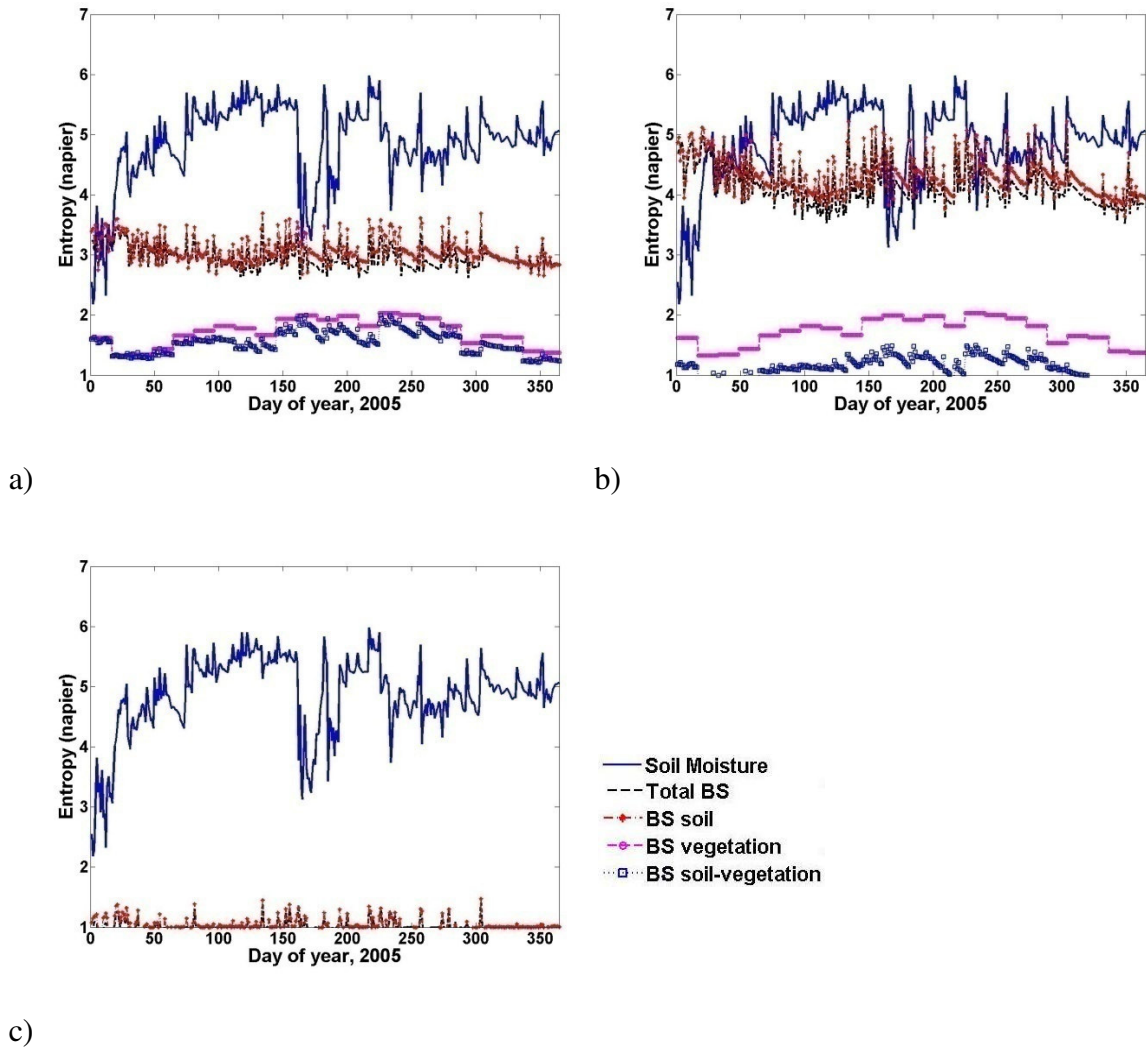 7
6
5
4
3
2
1
0 50 100 150 200 250 300 350
Entropy (napier)
Day of year, 2005
a)
7
6
5
4
3
2
1
0 50 100 150 200 250 300 350
Entropy (napier)
Day of year, 2005
b)
7
6
5
4
3
2
1
0 50 100 150 200 250 300 350
Entropy (napier)
Day of year, 2005
c)
Soil Moisture
Total BS
BS soil
BS vegetation
BS soil-vegetation